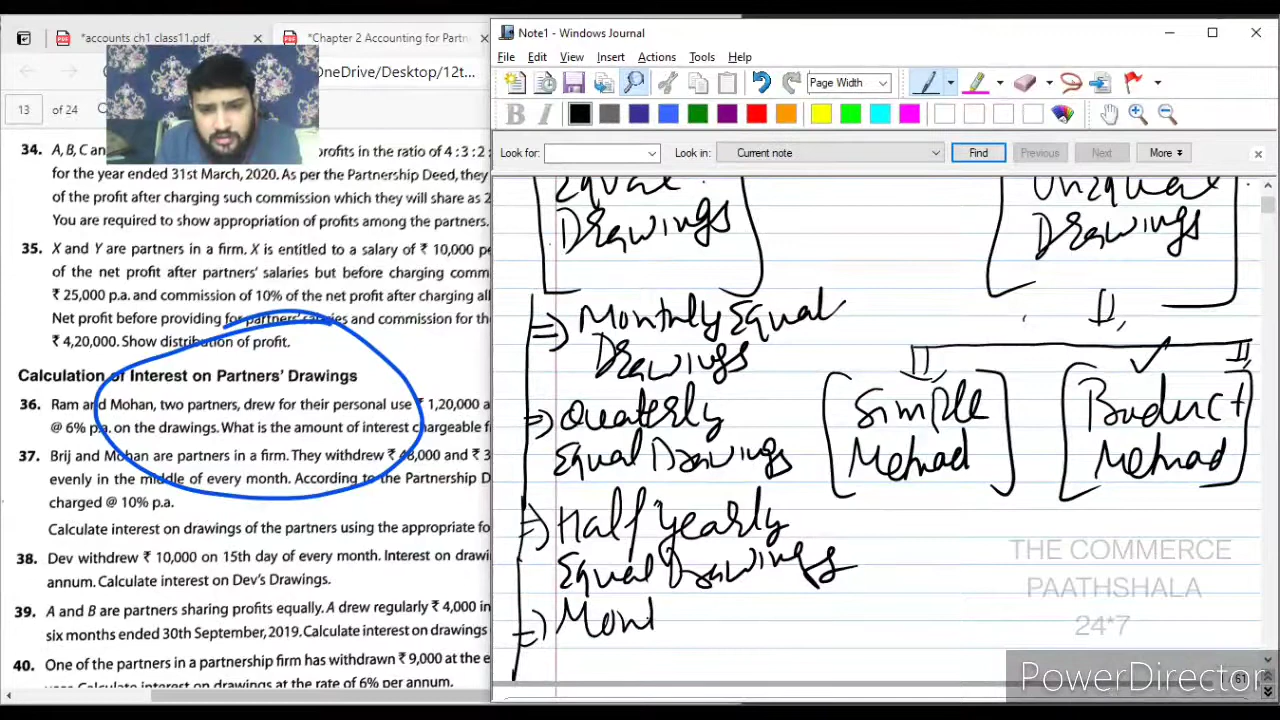 *accounts ch1 class11.pdf
*Chapter 2 Accounting for Partn
OneDrive/Desktop/12t...
13 of 24
34. A, B, C an profits in the ratio of 4 : 3 : 2 :
for the year ended 31st March, 2020. As per the Partnership Deed, they
of the profit after charging such commission which they will share as 2
You are required to show appropriation of profits among the partners.
35. X and Y are partners in a firm. X is entitled to a salary of ₹ 10,000 pe
of the net profit after partners' salaries but before charging comm
₹ 25,000 p.a. and commission of 10% of the net profit after charging all
Net profit before providing for partners' salaries and commission for the
₹ 4,20,000. Show distribution of profit.
Calculation of Interest on Partners' Drawings
36. Ram and Mohan, two partners, drew for their personal use ₹ 1,20,000 a
@ 6% p.a. on the drawings. What is the amount of interest chargeable f
37. Brij and Mohan are partners in a firm. They withdrew ₹ 48,000 and ₹ 3
evenly in the middle of every month. According to the Partnership D
charged @ 10% p.a.
Calculate interest on drawings of the partners using the appropriate fo
38. Dev withdrew ₹ 10,000 on 15th day of every month. Interest on drawi
annum. Calculate interest on Dev's Drawings.
39. A and B are partners sharing profits equally. A drew regularly ₹ 4,000 in
six months ended 30th September, 2019. Calculate interest on drawings
40. One of the partners in a partnership firm has withdrawn ₹ 9,000 at the e
year. Calculate interest on drawings at the rate of 6% per annum.
Note1 - Windows Journal
File Edit View Insert Actions Tools Help
Page Width
B I
Look for: Look in: Current note Find Previous Next More
Equal
Drawings
Unequal
Drawings
=> Monthly Equal
Drawings
=> Quaterly
Equal Drawings
=> Half Yearly
Equal Drawings
=> Mont
Simple
Method
Product
Method
THE COMMERCE
PAATHSHALA
24*7
PowerDirector